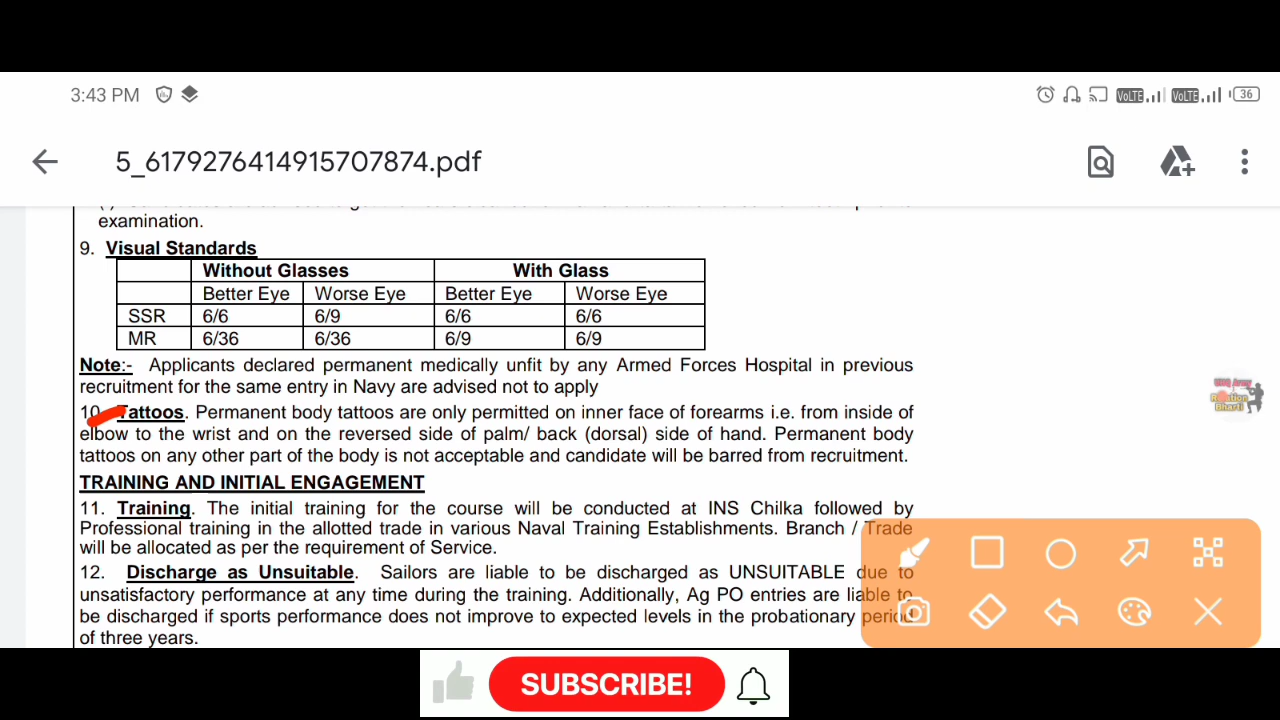 3:43 PM VoLTE VoLTE 36
5_6179276414915707874.pdf
examination.
9. Visual Standards
Without Glasses With Glass
Better Eye Worse Eye Better Eye Worse Eye
SSR 6/6 6/9 6/6 6/6
MR 6/36 6/36 6/9 6/9
Note:- Applicants declared permanent medically unfit by any Armed Forces Hospital in previous
recruitment for the same entry in Navy are advised not to apply
10. Tattoos. Permanent body tattoos are only permitted on inner face of forearms i.e. from inside of
elbow to the wrist and on the reversed side of palm/ back (dorsal) side of hand. Permanent body
tattoos on any other part of the body is not acceptable and candidate will be barred from recruitment.
TRAINING AND INITIAL ENGAGEMENT
11. Training. The initial training for the course will be conducted at INS Chilka followed by
Professional training in the allotted trade in various Naval Training Establishments. Branch / Trade
will be allocated as per the requirement of Service.
12. Discharge as Unsuitable. Sailors are liable to be discharged as UNSUITABLE due to
unsatisfactory performance at any time during the training. Additionally, Ag PO entries are liable to
be discharged if sports performance does not improve to expected levels in the probationary period
of three years.
Army
Bharti
SUBSCRIBE!